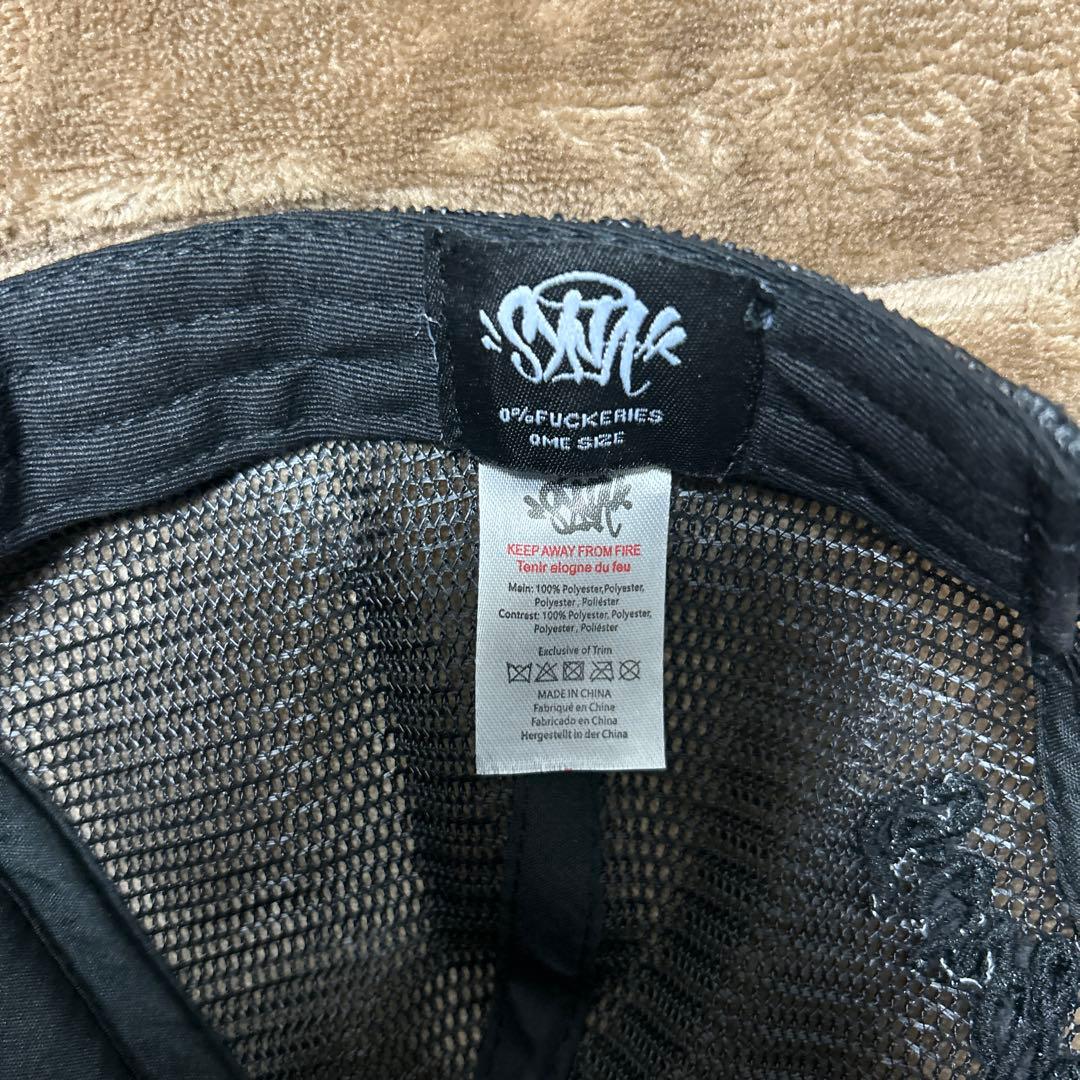 SYNA
0%FUCKERIES
ONE SIZE
KEEP AWAY FROM FIRE
Tenir elogne du feu
Main: 100% Polyester,Polyester,
Polyester , Poliéster
Contrast: 100% Polyester, Polyester,
Polyester , Poliéster
Exclusive of Trim
MADE IN CHINA
Fabriqué en Chine
Fabricado en China
Hergestellt in der China